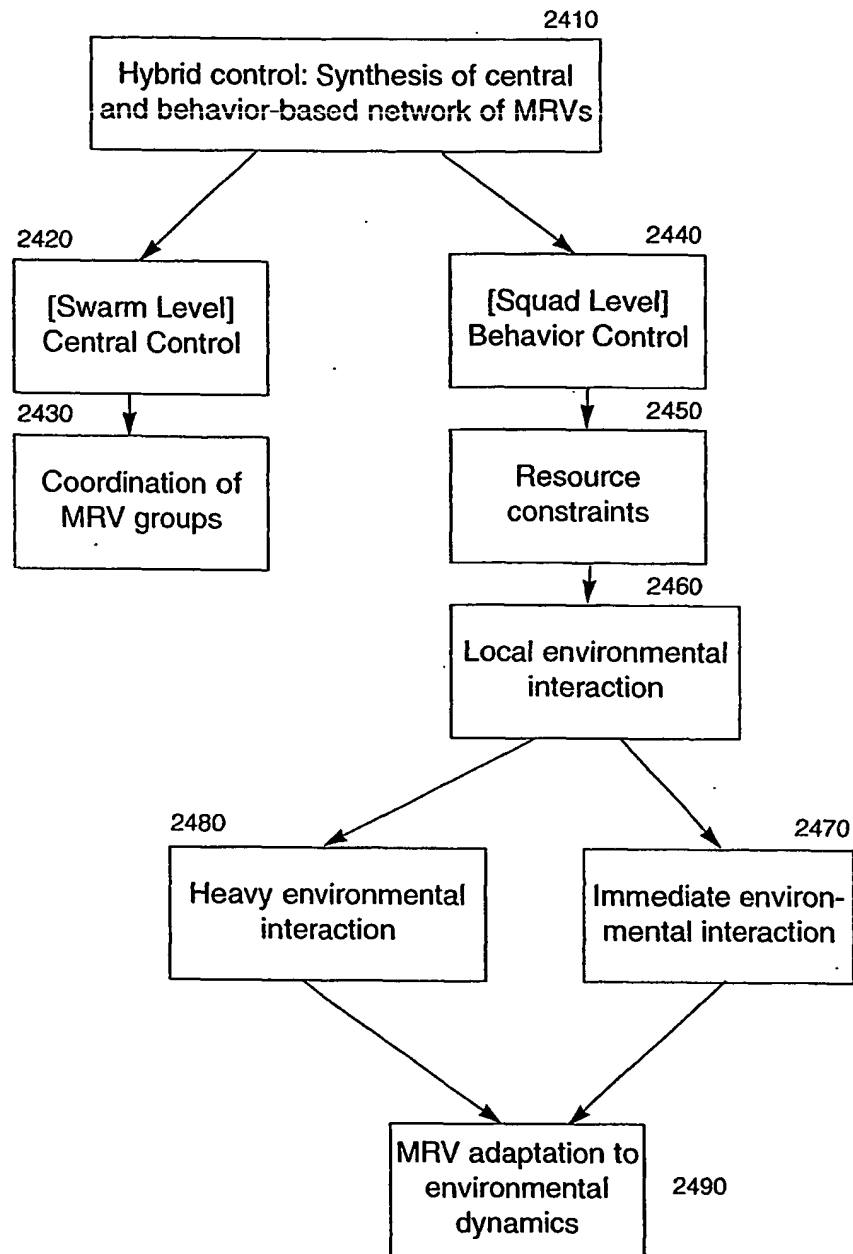 2410
Hybrid control: Synthesis of central
and behavior-based network of MRVs
2420
[Swarm Level]
Central Control
2430
Coordination of
MRV groups
2440
[Squad Level]
Behavior Control
2450
Resource
constraints
2460
Local environmental
interaction
2480
Heavy environmental
interaction
2470
Immediate environ-
mental interaction
MRV adaptation to
environmental
dynamics
2490